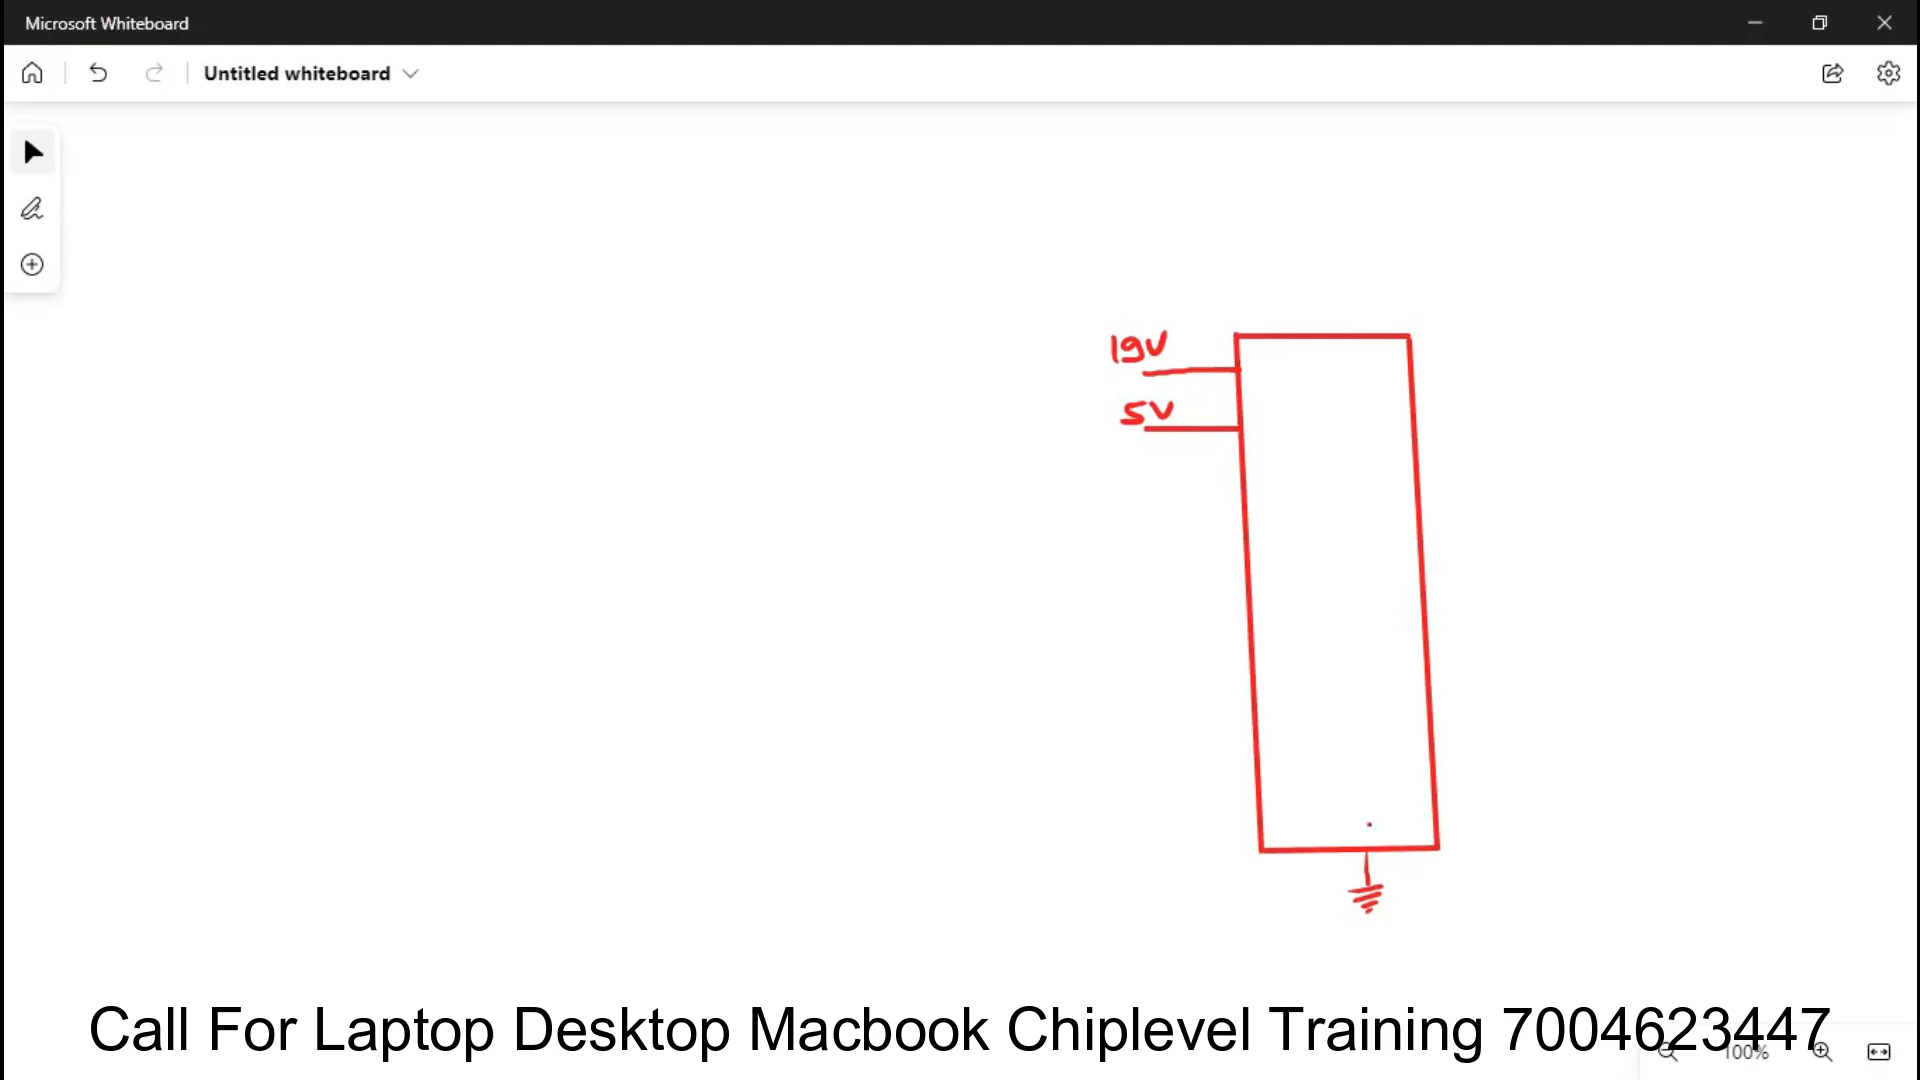 Microsoft Whiteboard
Untitled whiteboard
19V
5V
Call For Laptop Desktop Macbook Chiplevel Training 7004623447
100%